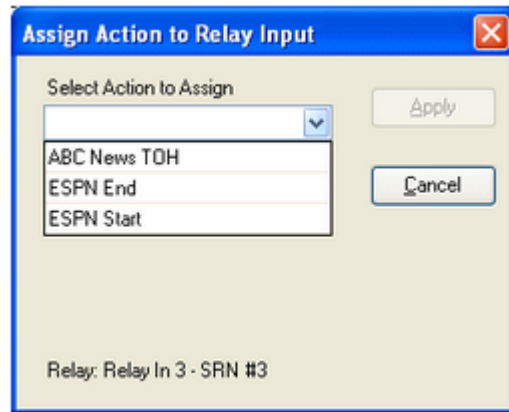 Assign Action to Relay Input
Select Action to Assign
Apply
ABC News TOH
ESPN End
Cancel
ESPN Start
Relay: Relay In 3 - SRN #3